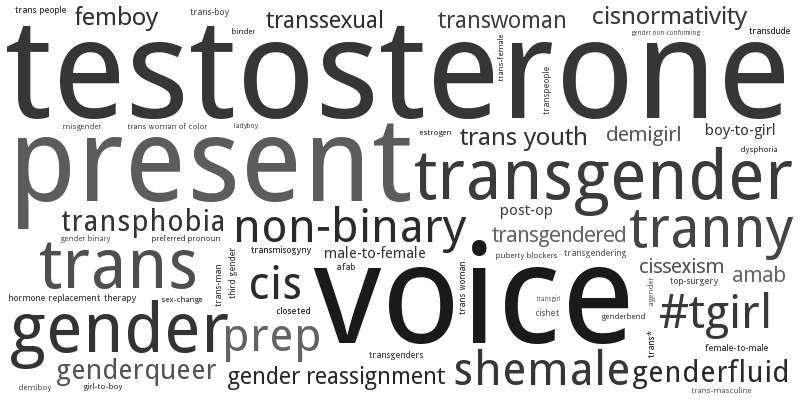 trans people
femboy
trans-boy
binder
transsexual
transwoman
cisnormativity
gender non-conforming
transdude
testosterone
trans-female
transpeople
misgender
trans woman of color
ladyboy
estrogen
trans youth
demigirl
boy-to-girl
dysphoria
present
transgender
transphobia
non-binary
post-op
transgendered
tranny
gender binary
preferred pronoun
transmisogyny
male-to-female
puberty blockers
transgendering
trans
trans-man
third gender
cis
afab
voice
trans woman
cissexism
amab
top-surgery
agender
hormone replacement therapy
sex-change
closeted
transgirl
cishet
genderbend
#tgirl
gender
prep
trans*
female-to-male
transgenders
genderqueer
gender reassignment
shemale
genderfluid
demiboy
girl-to-boy
trans-masculine